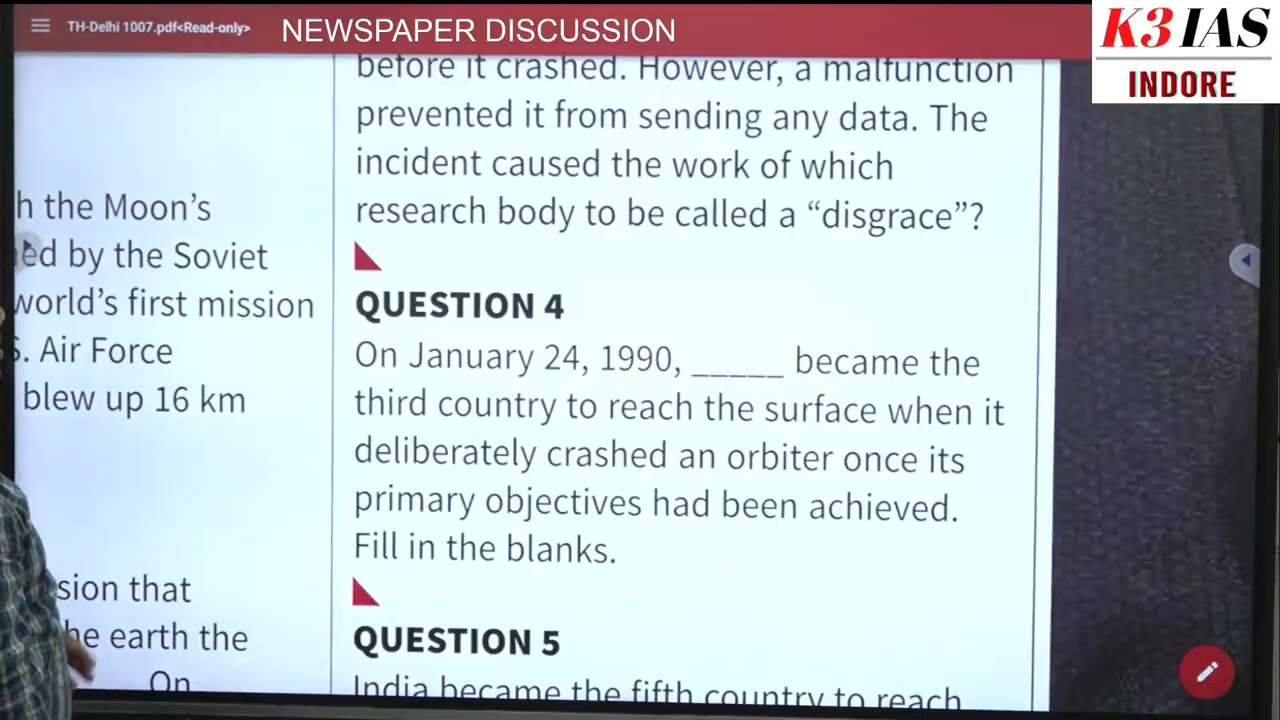 TH-Delhi 1007.pdf<Read-only>
NEWSPAPER DISCUSSION
K3 IAS
INDORE
h the Moon's
ed by the Soviet
world's first mission
S. Air Force
blew up 16 km
sion that
he earth the
On
before it crashed. However, a malfunction
prevented it from sending any data. The
incident caused the work of which
research body to be called a “disgrace”?
QUESTION 4
On January 24, 1990, _____ became the
third country to reach the surface when it
deliberately crashed an orbiter once its
primary objectives had been achieved.
Fill in the blanks.
QUESTION 5
India became the fifth country to reach